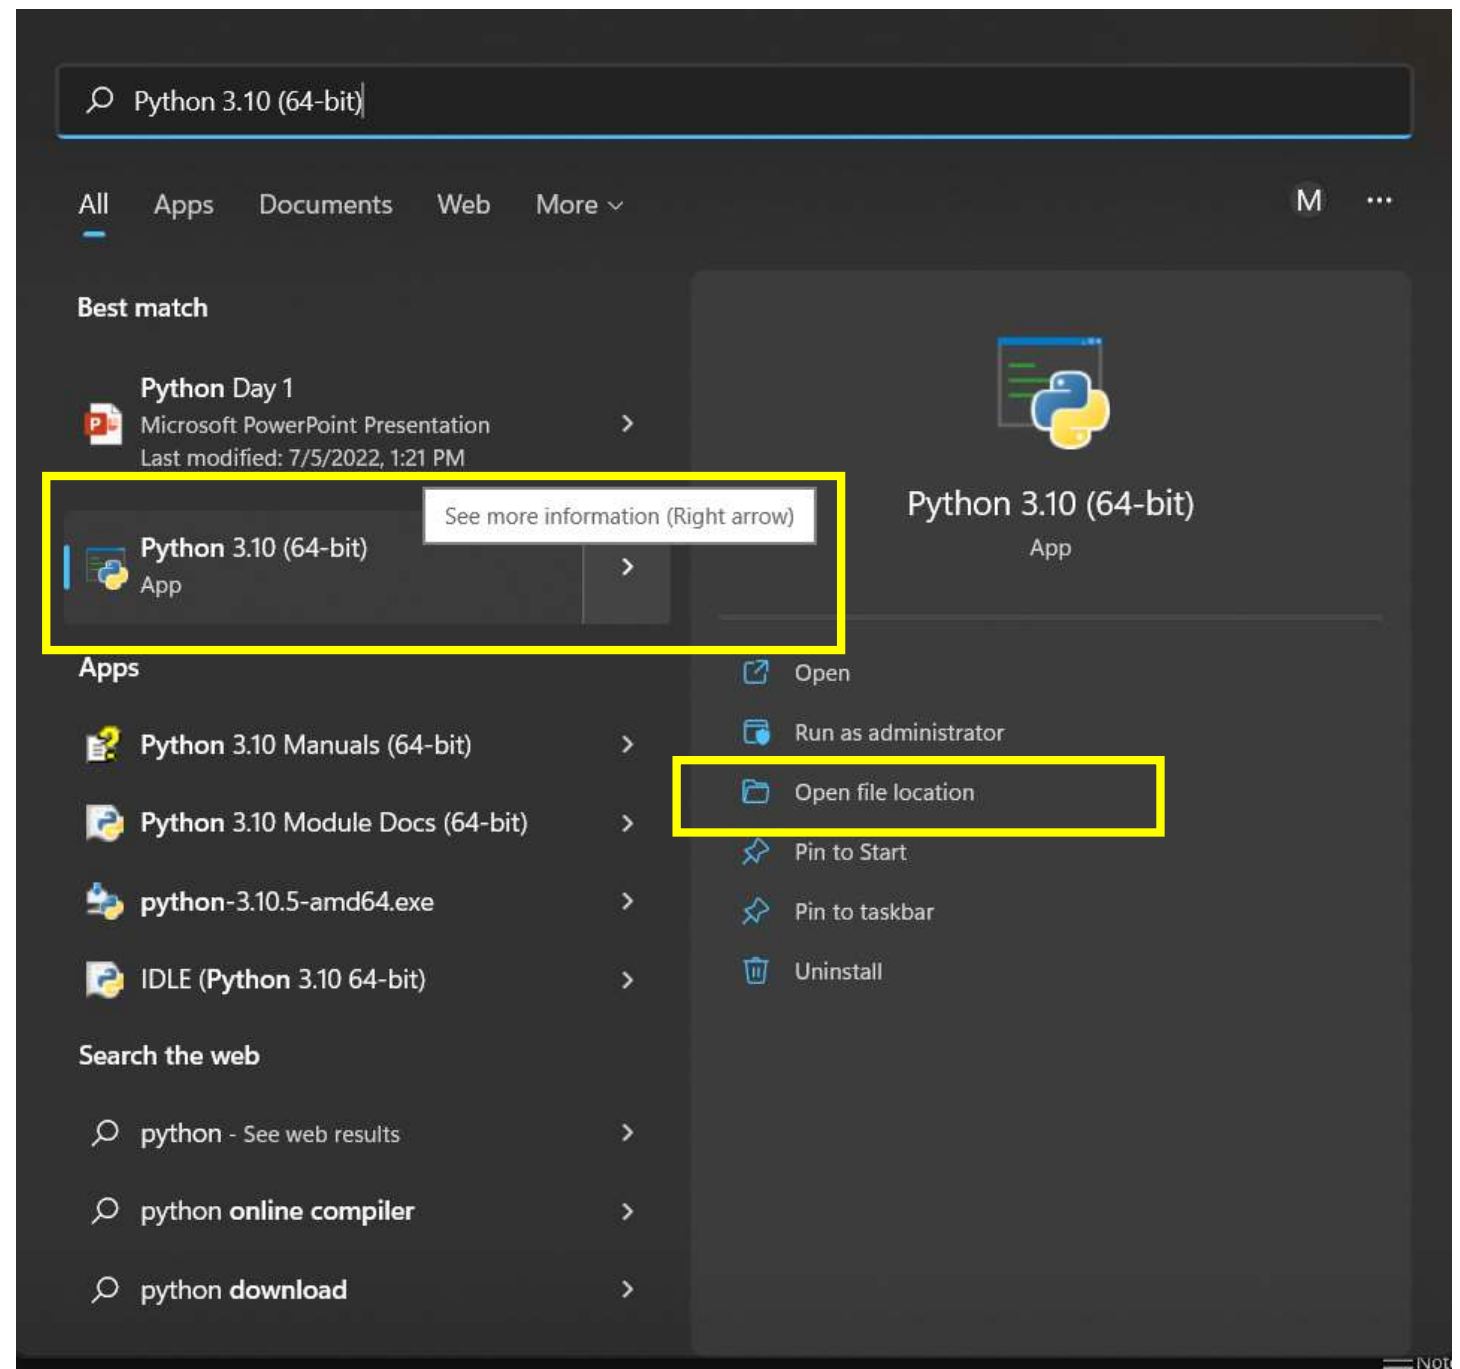 Python 3.10 (64-bit)
All Apps Documents Web More M ...
Best match
Python Day 1
Microsoft PowerPoint Presentation
Last modified: 7/5/2022, 1:21 PM
See more information (Right arrow)
Python 3.10 (64-bit)
App
Apps
Python 3.10 Manuals (64-bit)
Python 3.10 Module Docs (64-bit)
python-3.10.5-amd64.exe
IDLE (Python 3.10 64-bit)
Search the web
python - See web results
python online compiler
python download
Python 3.10 (64-bit)
App
Open
Run as administrator
Open file location
Pin to Start
Pin to taskbar
Uninstall